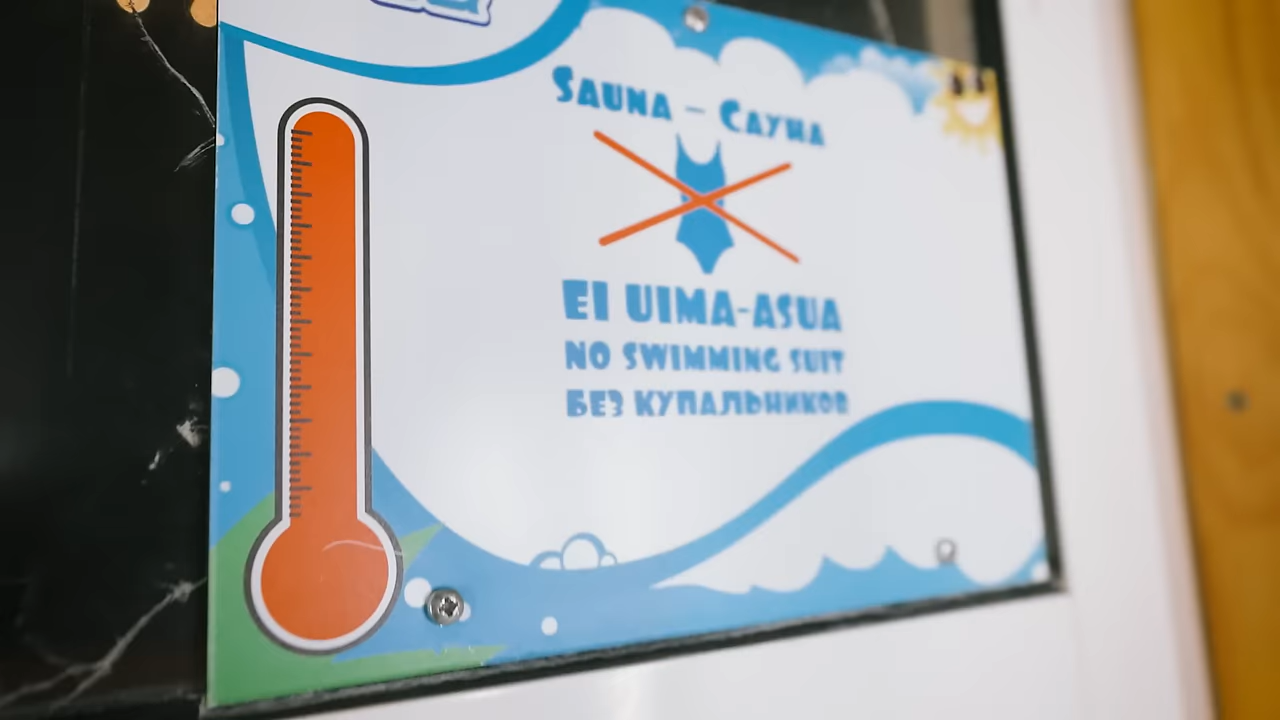 SAUNA – САУНА
EI UIMA-ASUA
NO SWIMMING SUIT
БЕЗ КУПАЛЬНИКОВ